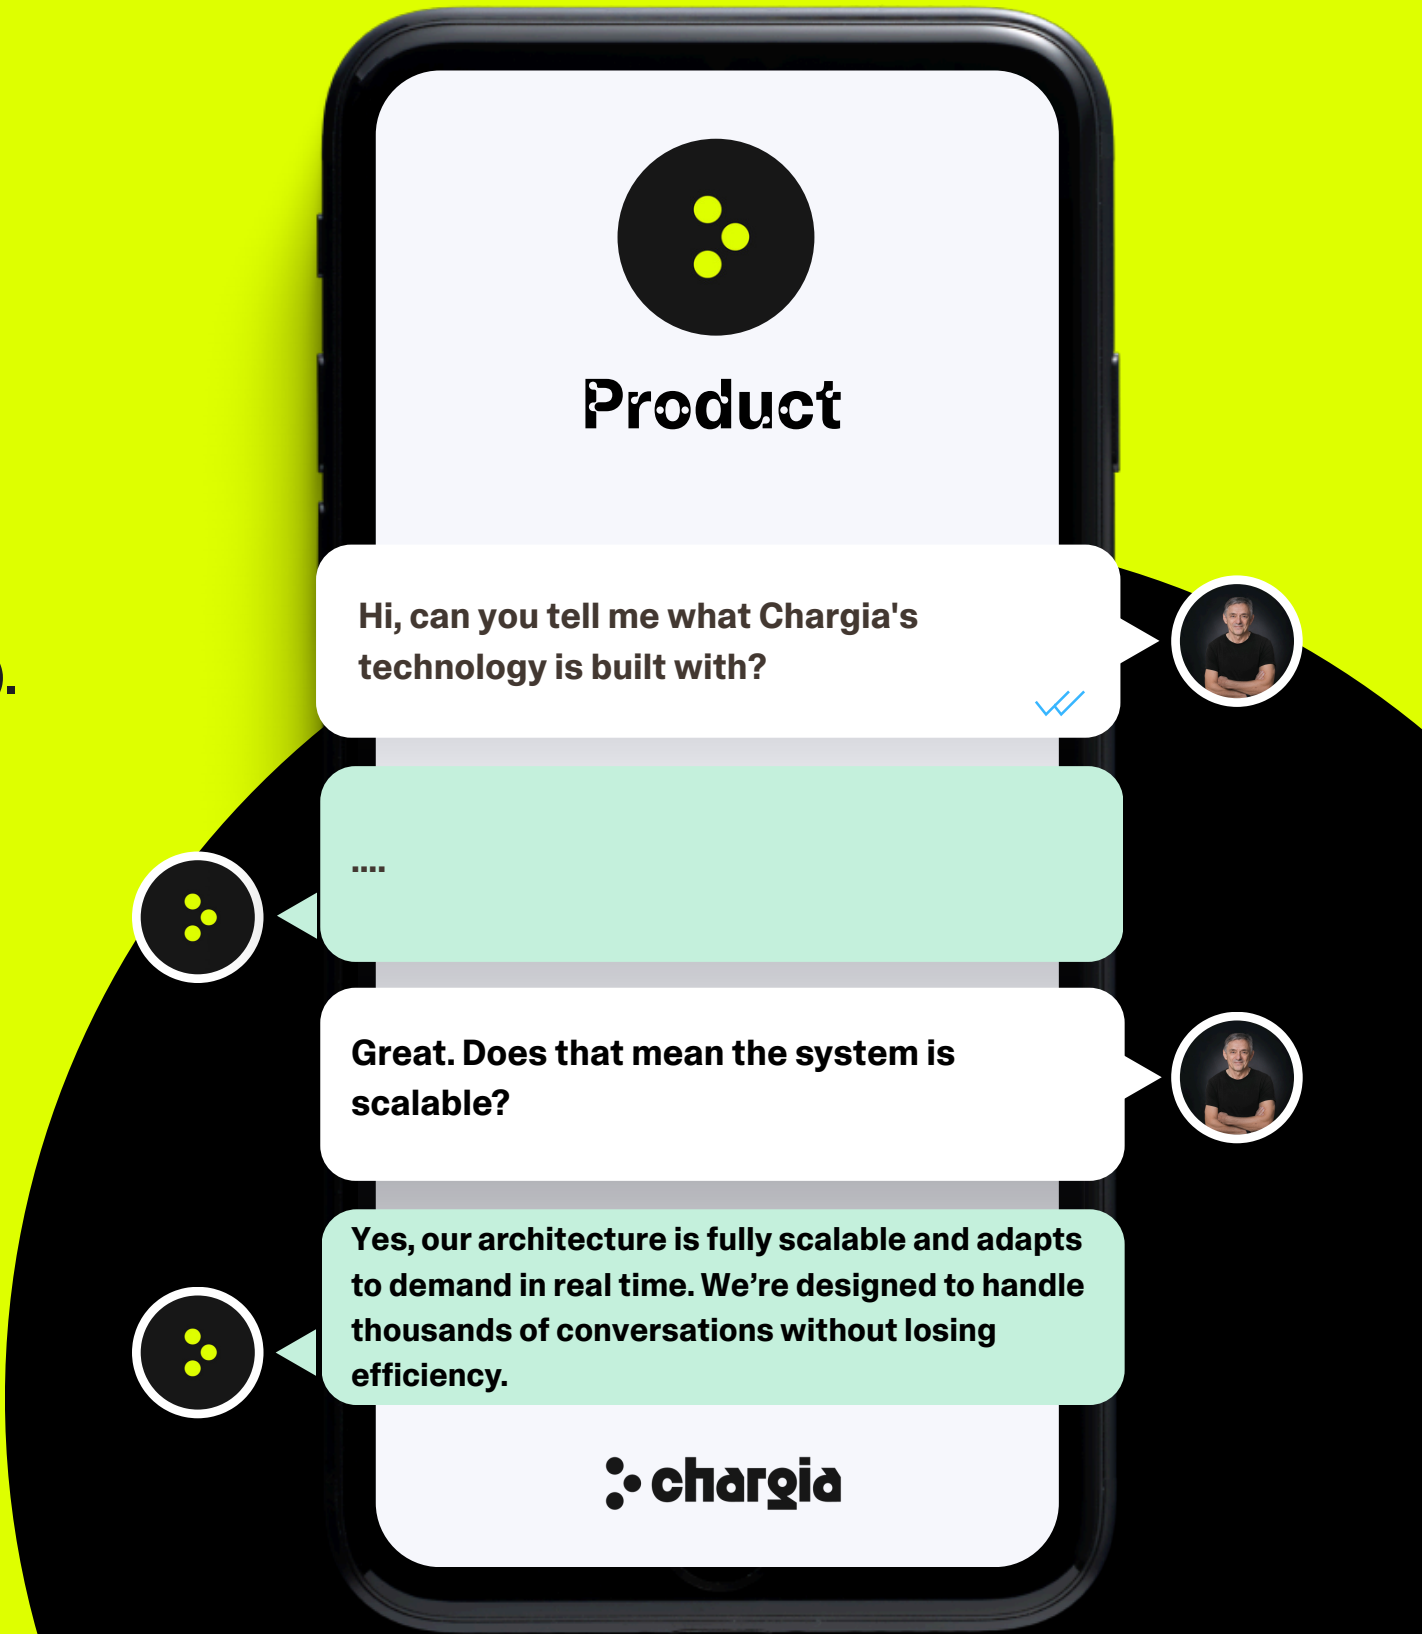 Product
Hi, can you tell me what Chargia's
technology is built with?
....
Great. Does that mean the system is
scalable?
Yes, our architecture is fully scalable and adapts
to demand in real time. We’re designed to handle
thousands of conversations without losing
efficiency.
chargia